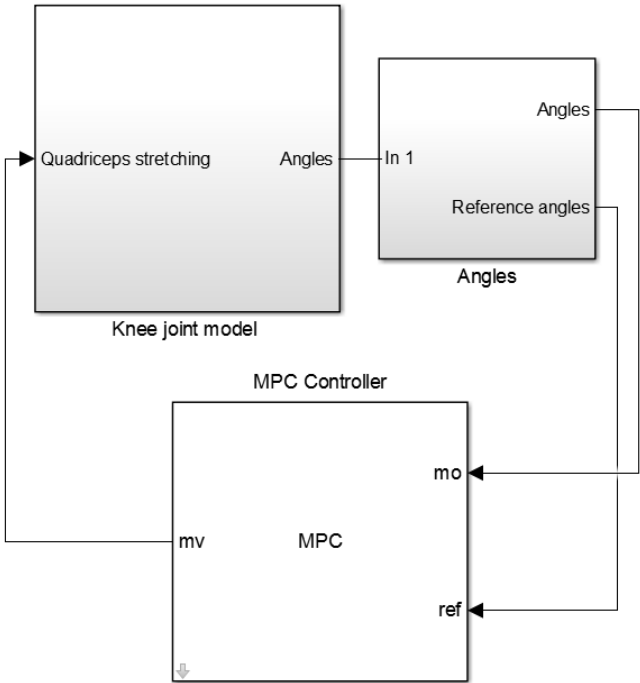 Angles
Quadriceps stretching
Angles
In 1
Reference angles
Angles
Knee joint model
MPC Controller
mo
mv
MPC
ref